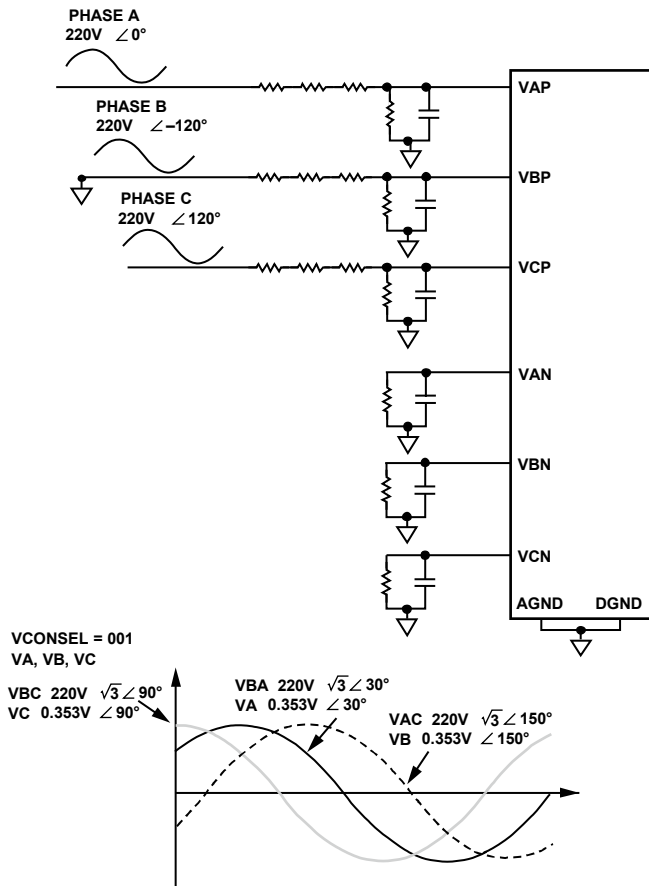 PHASE A
220V ∠0°
VAP
PHASE B
220V ∠–120°
VBP
PHASE C
220V ∠120°
VCP
VAN
VBN
VCN
AGND DGND
VCONSEL = 001
VA, VB, VC
VBC 220V √3∠90°
VC 0.353V ∠90°
VBA 220V √3∠30°
VA 0.353V ∠30°
VAC 220V √3∠150°
VB 0.353V ∠150°